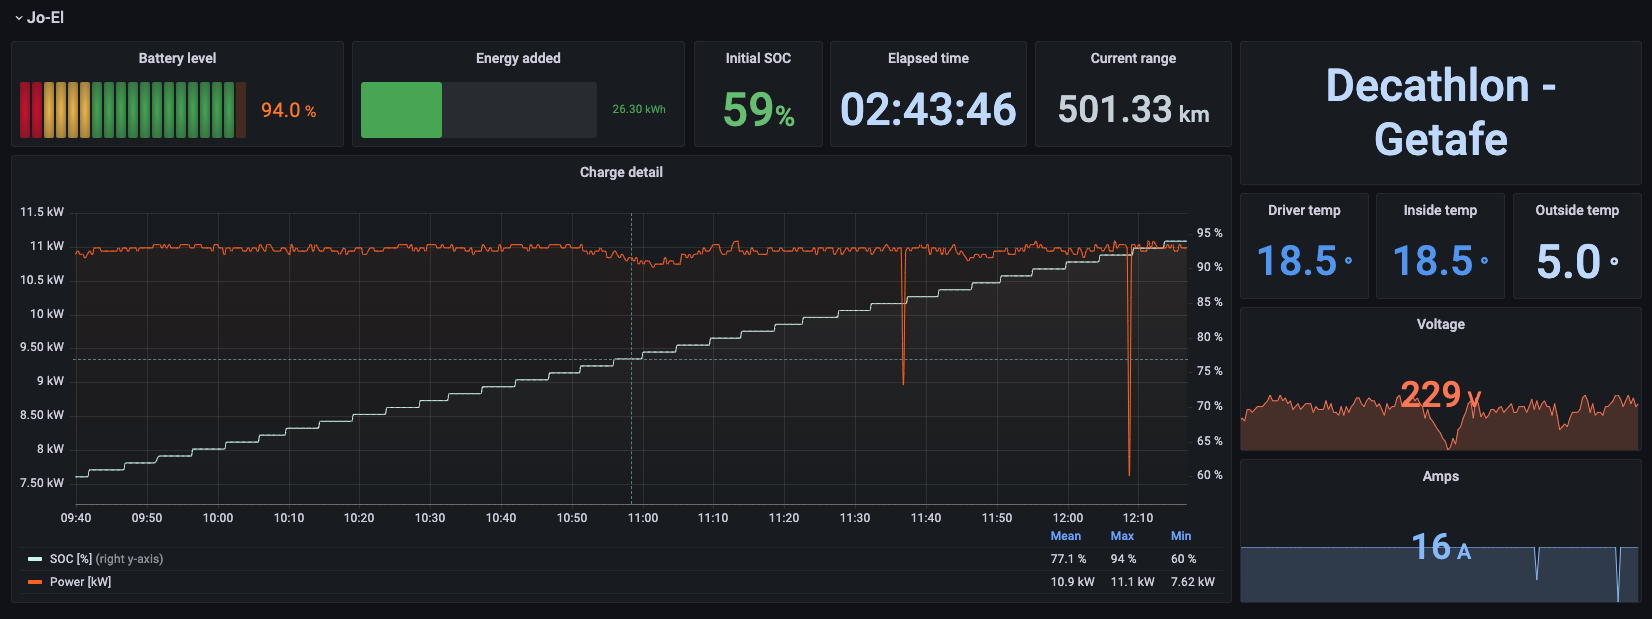 Jo-El
Battery level
94.0 %
Energy added
26.30 kWh
Initial SOC
59%
Elapsed time
02:43:46
Current range
501.33 km
Decathlon -
Getafe
Charge detail
11.5 kW
11 kW
10.5 kW
10 kW
9.50 kW
9 kW
8.50 kW
8 kW
7.50 kW
95 %
90 %
85 %
80 %
75 %
70 %
65 %
60 %
09:40 09:50 10:00 10:10 10:20 10:30 10:40 10:50 11:00 11:10 11:20 11:30 11:40 11:50 12:00 12:10
Mean Max Min
SOC [%] (right y-axis) 77.1 % 94 % 60 %
Power [kW] 10.9 kW 11.1 kW 7.62 kW
Driver temp
18.5 °
Inside temp
18.5 °
Outside temp
5.0 °
Voltage
229 V
Amps
16 A